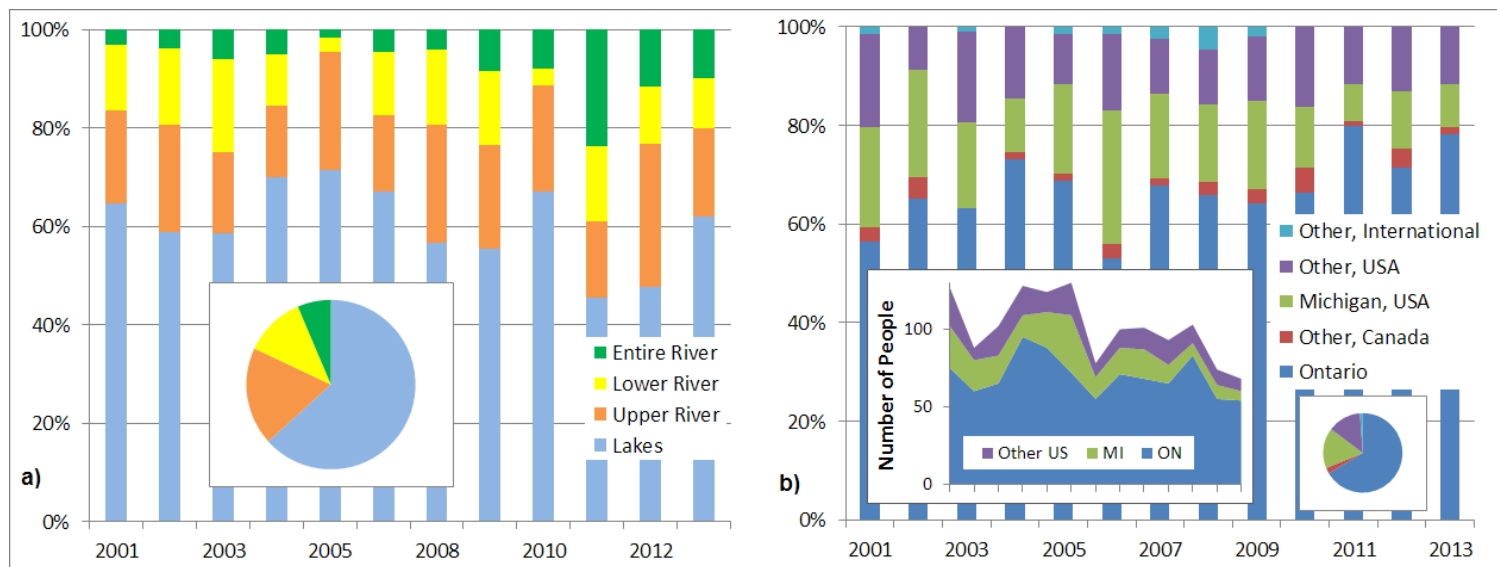 100%
80%
60%
40%
20%
0%
Entire River
Lower River
Upper River
Lakes
a)
2001 2003 2005 2008 2010 2012
100%
80%
60%
40%
20%
0%
Other, International
Other, USA
Michigan, USA
Other, Canada
Ontario
Number of People
100
50
0
Other US MI ON
b)
2001 2003 2005 2007 2009 2011 2013